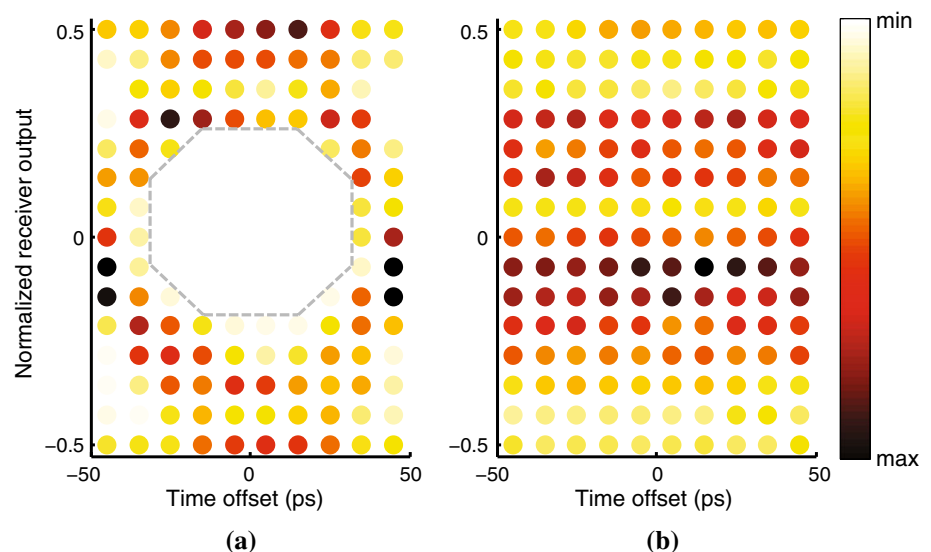 Normalized receiver output
0.5
0
−0.5
−50
0
50
Time offset (ps)
(a)
0.5
0
−0.5
−50
0
50
Time offset (ps)
(b)
min
max